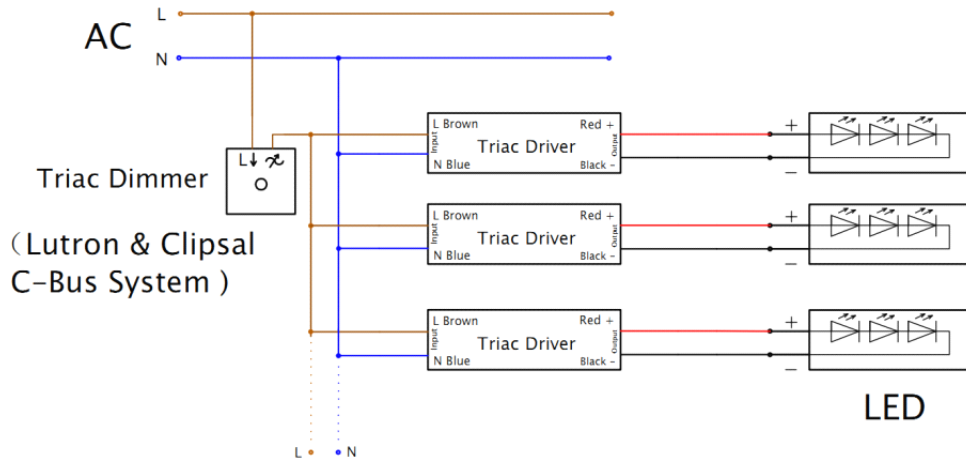 L
AC
N
L Brown
Red +
Input
Triac Driver
Output
N Blue
Black -
+
−
L
Triac Dimmer
(Lutron & Clipsal
C-Bus System )
L Brown
Red +
Input
Triac Driver
Output
N Blue
Black -
+
−
L Brown
Red +
Input
Triac Driver
Output
N Blue
Black -
+
−
LED
L
N